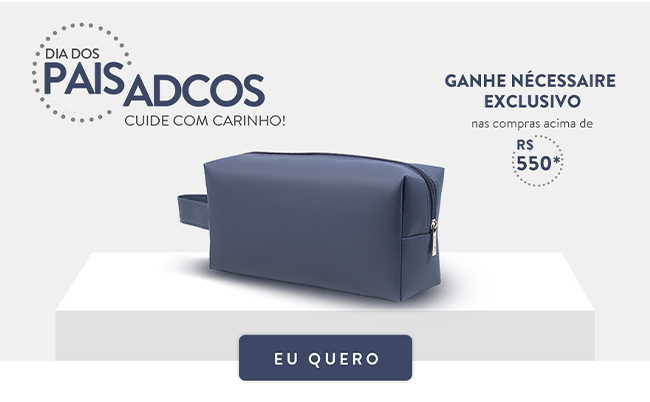 DIA DOS
PAIS ADCOS
CUIDE COM CARINHO!
GANHE NÉCESSAIRE
EXCLUSIVO
nas compras acima de
R$
550*
EU QUERO